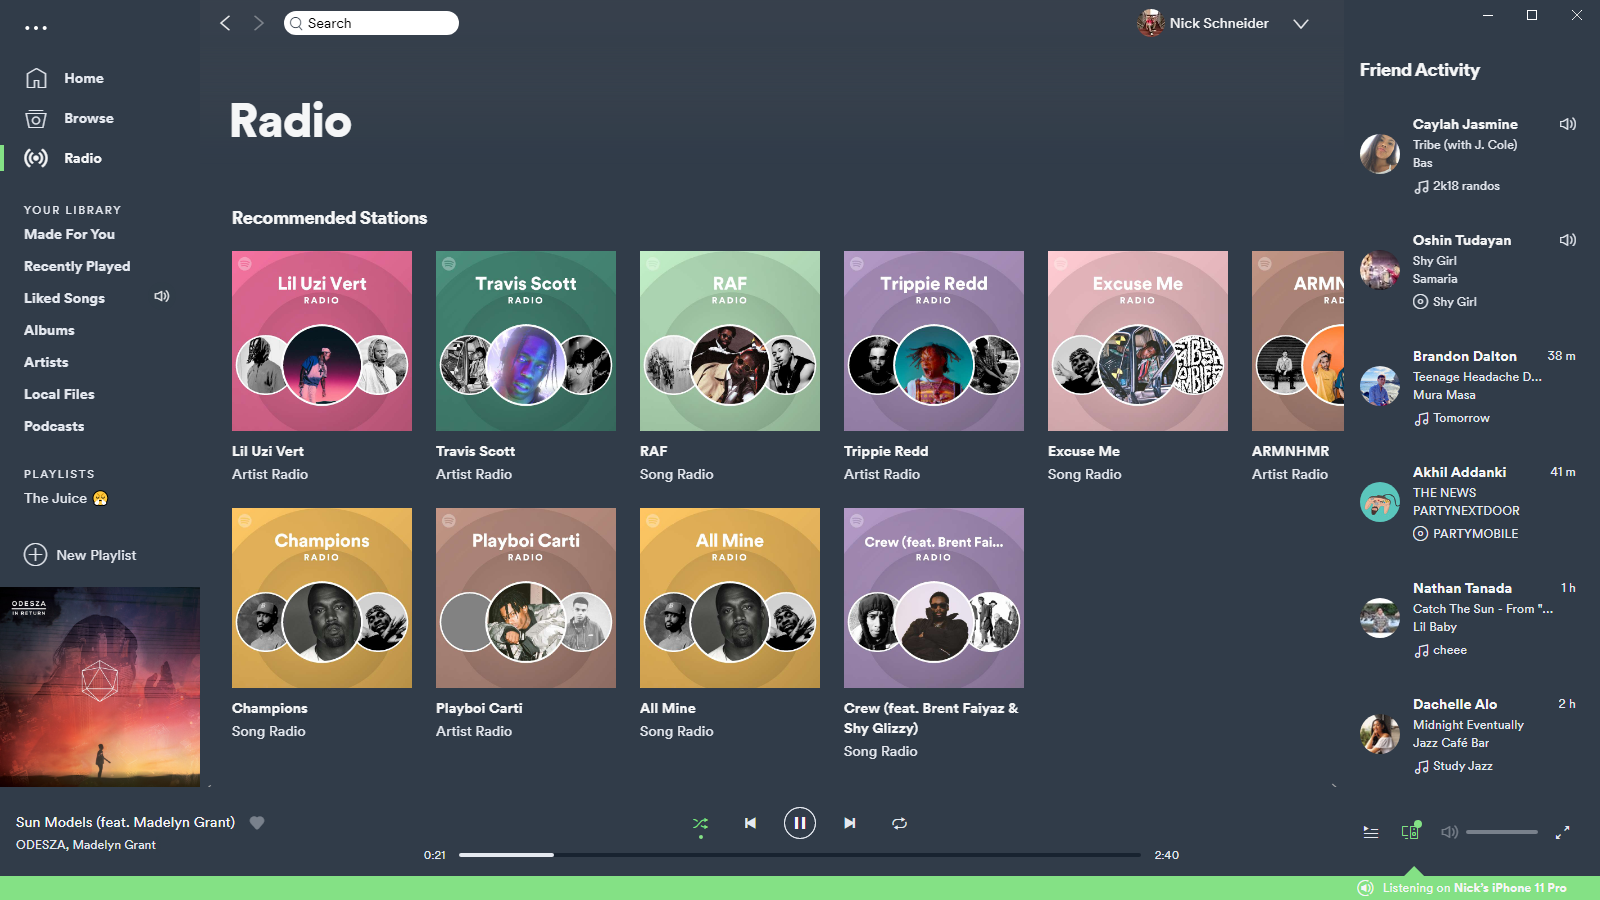 Search
Nick Schneider
Home
Browse
Radio
YOUR LIBRARY
Made For You
Recently Played
Liked Songs
Albums
Artists
Local Files
Podcasts
PLAYLISTS
The Juice 😤
New Playlist
ODESZA
IN RETURN
Radio
Recommended Stations
Lil Uzi Vert
RADIO
Lil Uzi Vert
Artist Radio
Travis Scott
RADIO
Travis Scott
Artist Radio
RAF
RADIO
RAF
Song Radio
Trippie Redd
RADIO
Trippie Redd
Artist Radio
Excuse Me
RADIO
Excuse Me
Song Radio
ARMN
RAD
ARMNHMR
Artist Radio
Champions
RADIO
Champions
Song Radio
Playboi Carti
RADIO
Playboi Carti
Artist Radio
All Mine
RADIO
All Mine
Song Radio
Crew (feat. Brent Fai...
RADIO
Crew (feat. Brent Faiyaz &
Shy Glizzy)
Song Radio
Friend Activity
Caylah Jasmine
Tribe (with J. Cole)
Bas
2k18 randos
Oshin Tudayan
Shy Girl
Samaria
Shy Girl
Brandon Dalton 38 m
Teenage Headache D...
Mura Masa
Tomorrow
Akhil Addanki 41 m
THE NEWS
PARTYNEXTDOOR
PARTYMOBILE
Nathan Tanada 1 h
Catch The Sun - From "...
Lil Baby
cheee
Dachelle Alo 2 h
Midnight Eventually
Jazz Café Bar
Study Jazz
Sun Models (feat. Madelyn Grant)
ODESZA, Madelyn Grant
0:21
2:40
Listening on Nick's iPhone 11 Pro